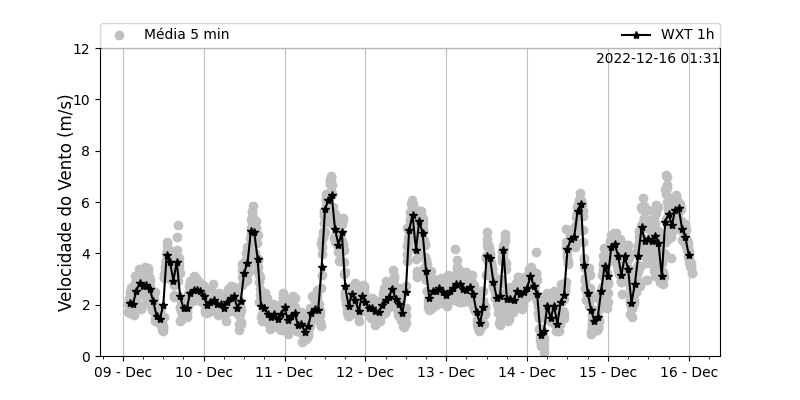 Média 5 min
WXT 1h
2022-12-16 01:31
Velocidade do Vento (m/s)
12
10
8
6
4
2
0
09 - Dec
10 - Dec
11 - Dec
12 - Dec
13 - Dec
14 - Dec
15 - Dec
16 - Dec